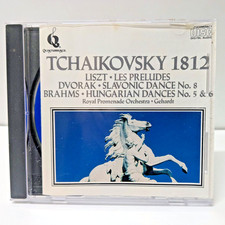 TCHAIKOVSKY 1812
LISZT • LES PRELUDES
DVORAK • SLAVONIC DANCE No. 8
BRAHMS • HUNGARIAN DANCES No. 5 & 6
Royal Promenade Orchestra • Gehardt